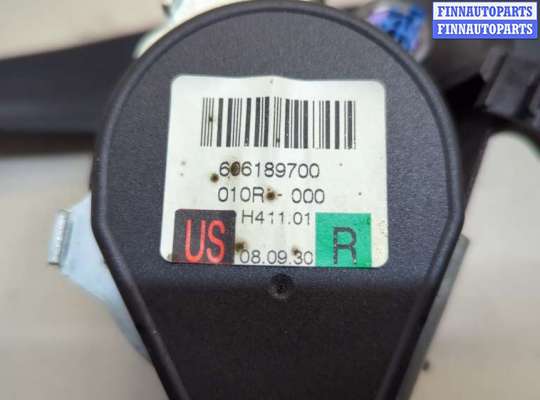 FINNAUTOPARTS
FINNAUTOPARTS
606189700
010R - 000
H411.01
US
08.09.30
R